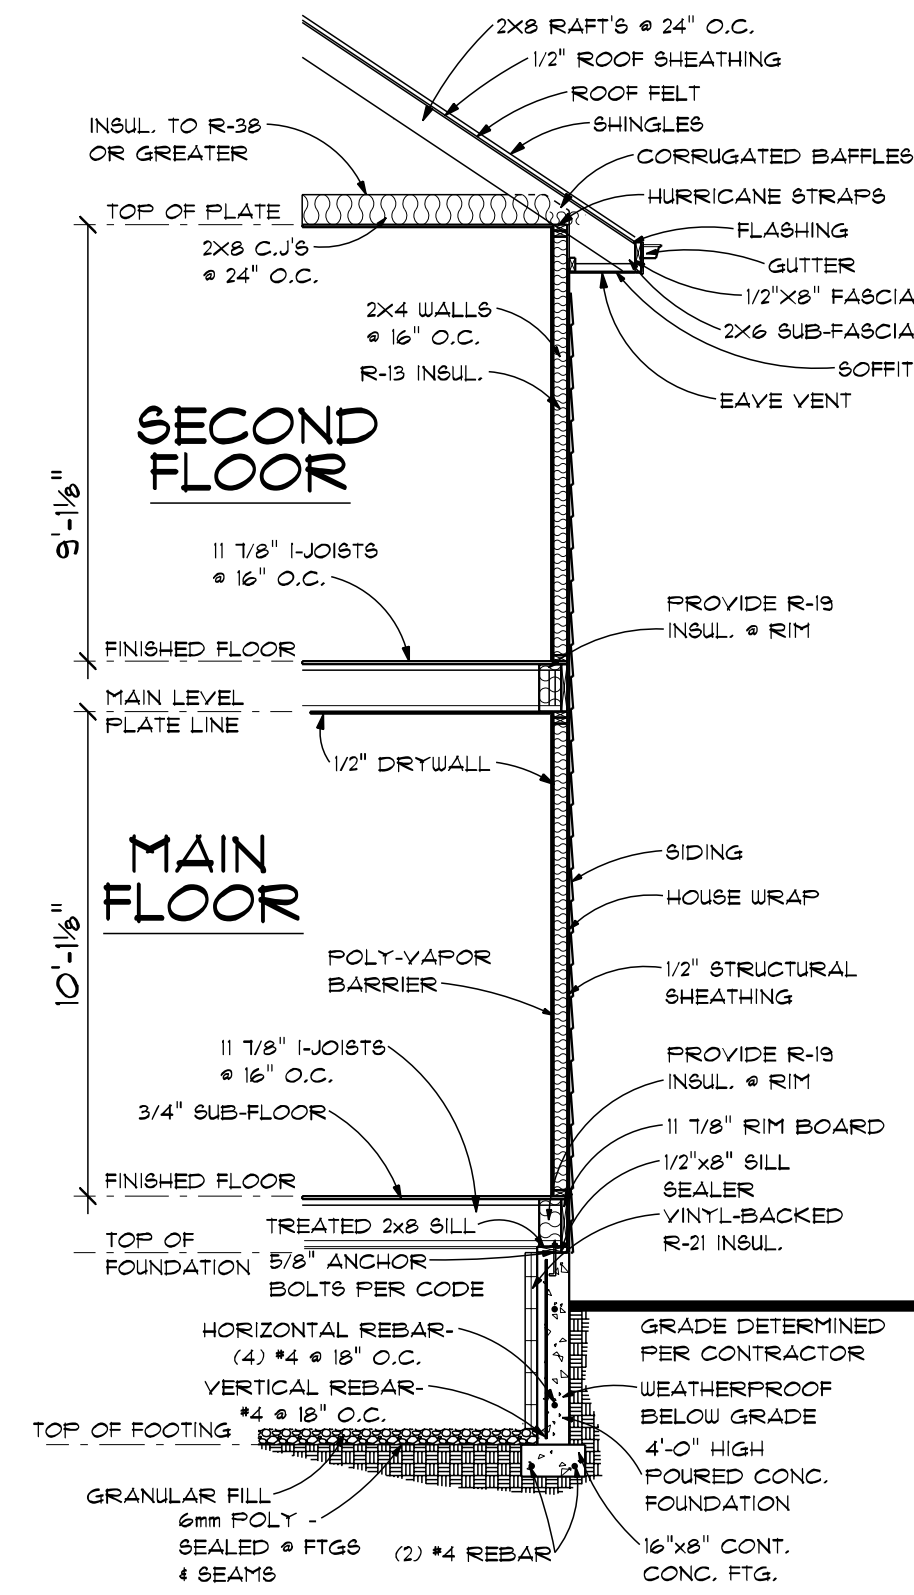 2X8 RAFT'S @ 24" O.C.
1/2" ROOF SHEATHING
ROOF FELT
SHINGLES
INSUL. TO R-38
OR GREATER
CORRUGATED BAFFLES
HURRICANE STRAPS
TOP OF PLATE
FLASHING
2X8 C.J'S
@ 24" O.C.
GUTTER
1/2"X8" FASCIA
2X4 WALLS
@ 16" O.C.
2X6 SUB-FASCIA
R-13 INSUL.
SOFFIT
EAVE VENT
SECOND
FLOOR
9'-1 1/8"
11 7/8" I-JOISTS
@ 16" O.C.
PROVIDE R-19
INSUL. @ RIM
FINISHED FLOOR
MAIN LEVEL
PLATE LINE
1/2" DRYWALL
MAIN
FLOOR
SIDING
HOUSE WRAP
10'-1 1/8"
POLY-VAPOR
BARRIER
1/2" STRUCTURAL
SHEATHING
11 7/8" I-JOISTS
@ 16" O.C.
PROVIDE R-19
INSUL. @ RIM
3/4" SUB-FLOOR
11 7/8" RIM BOARD
1/2"x8" SILL
SEALER
FINISHED FLOOR
VINYL-BACKED
R-21 INSUL.
TREATED 2x8 SILL
TOP OF
FOUNDATION
5/8" ANCHOR
BOLTS PER CODE
HORIZONTAL REBAR-
(4) #4 @ 18" O.C.
GRADE DETERMINED
PER CONTRACTOR
VERTICAL REBAR-
#4 @ 18" O.C.
WEATHERPROOF
BELOW GRADE
TOP OF FOOTING
4'-0" HIGH
POURED CONC.
FOUNDATION
GRANULAR FILL
6mm POLY -
SEALED @ FTGS
& SEAMS
(2) #4 REBAR
16"x8" CONT.
CONC. FTG.